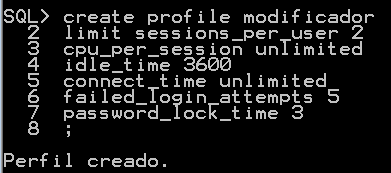 SQL> create profile modificador
2 limit sessions_per_user 2
3 cpu_per_session unlimited
4 idle_time 3600
5 connect_time unlimited
6 failed_login_attempts 5
7 password_lock_time 3
8 ;
Perfil creado.